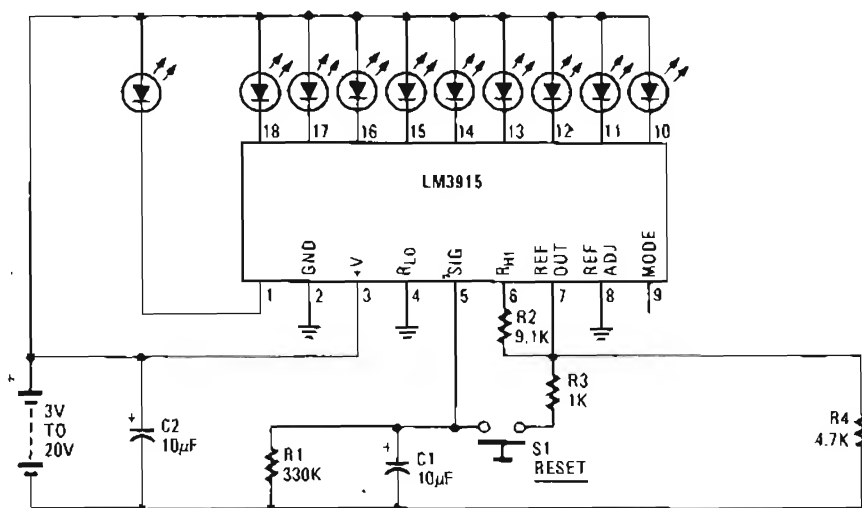 18 17 16 15 14 13 12 11 10
LM3915
GND
+V
RLO
SIG
RHI
REF OUT
REF ADJ
MODE
1 2 3 4 5 6 7 8 9
R2
9.1K
R3
1K
R4
4.7K
+
3V
TO
20V
+
C2
10μF
R1
330K
+
C1
10μF
S1
RESET